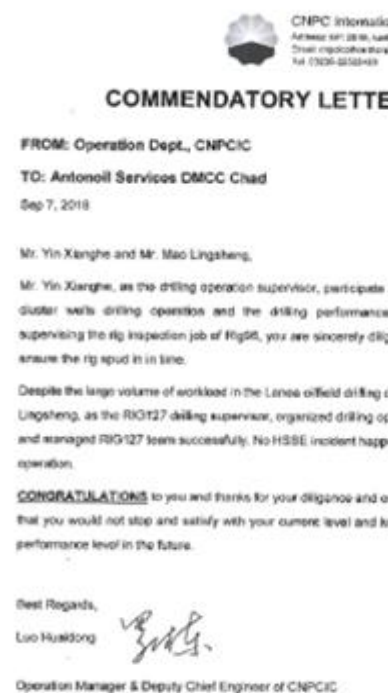 CNPC Internatio
COMMENDATORY LETTE
FROM: Operation Dept., CNPCIC
TO: Antonoil Services DMCC Chad
Sep 7, 2018
Mr. Yin Xianghe and Mr. Mao Lingsheng,
Mr. Yin Xianghe, as the drilling operation supervisor, participate
cluster wells drilling operation and the drilling performance
supervising the rig inspection job of Rig98, you are sincerely dilig
ensure the rig spud in in time.
Despite the large volume of workload in the oilfield drilling
Lingsheng, as the RIG127 drilling supervisor, organized drilling op
and managed RIG127 team successfully. No HSSE incident happ
operation.
CONGRATULATIONS to you and thanks for your diligence and
that you would not stop and satisfy with your current level and
performance level in the future.
Best Regards,
Luo Huaidong
Operation Manager & Deputy Chief Engineer of CNPCIC